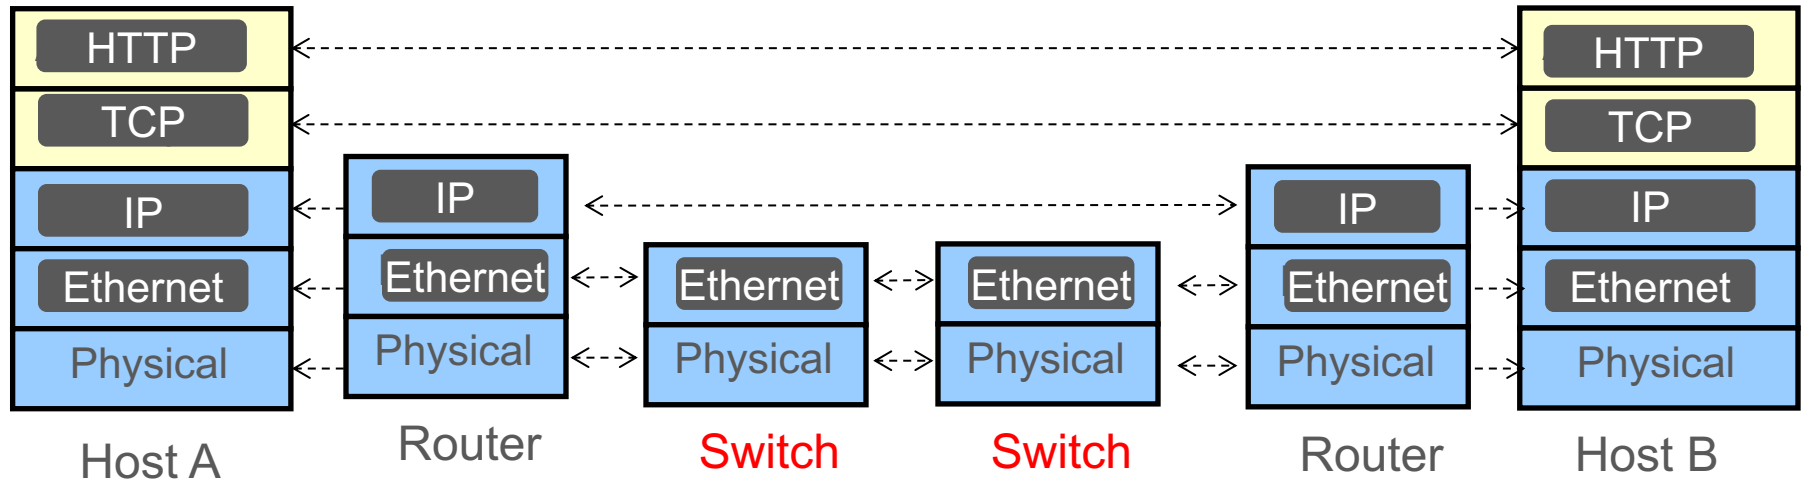 HTTP
TCP
IP
Ethernet
Physical
Host A
IP
Ethernet
Physical
Router
Ethernet
Physical
Switch
Ethernet
Physical
Switch
IP
Ethernet
Physical
Router
HTTP
TCP
IP
Ethernet
Physical
Host B